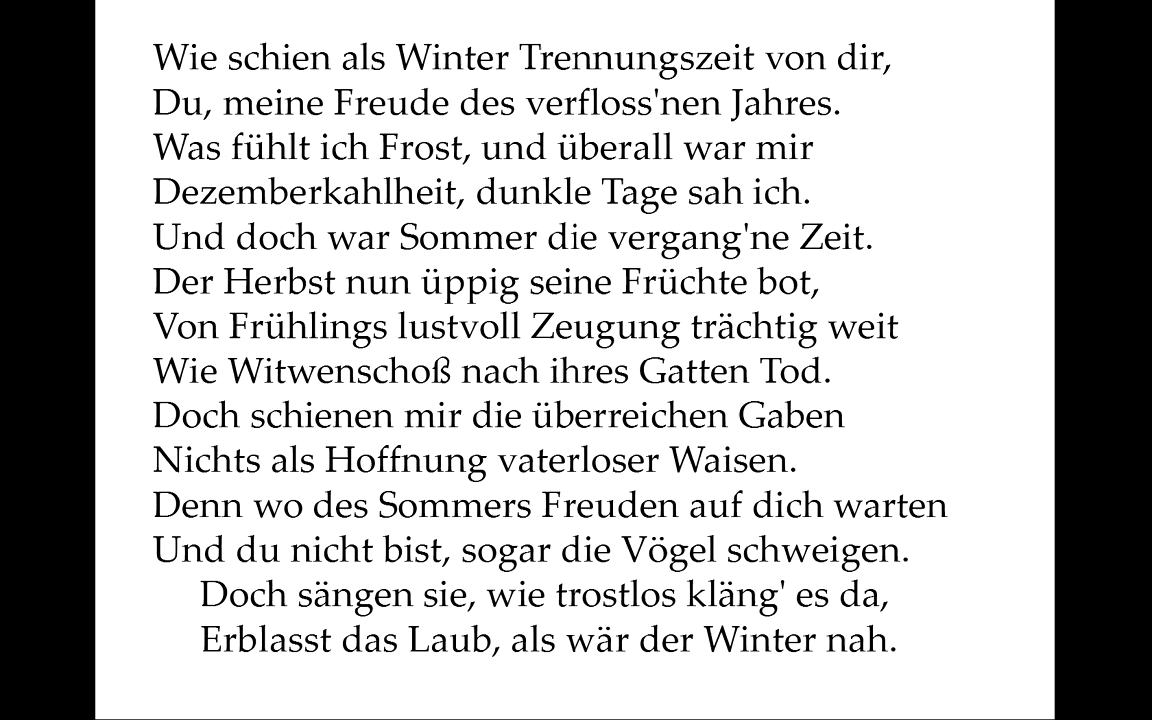 Wie schien als Winter Trennungszeit von dir,
Du, meine Freude des verfloss'nen Jahres.
Was fühlt ich Frost, und überall war mir
Dezemberkahlheit, dunkle Tage sah ich.
Und doch war Sommer die vergang'ne Zeit.
Der Herbst nun üppig seine Früchte bot,
Von Frühlings lustvoll Zeugung trächtig weit
Wie Witwenschoß nach ihres Gatten Tod.
Doch schienen mir die überreichen Gaben
Nichts als Hoffnung vaterloser Waisen.
Denn wo des Sommers Freuden auf dich warten
Und du nicht bist, sogar die Vögel schweigen.
Doch sängen sie, wie trostlos kläng' es da,
Erblasst das Laub, als wär der Winter nah.